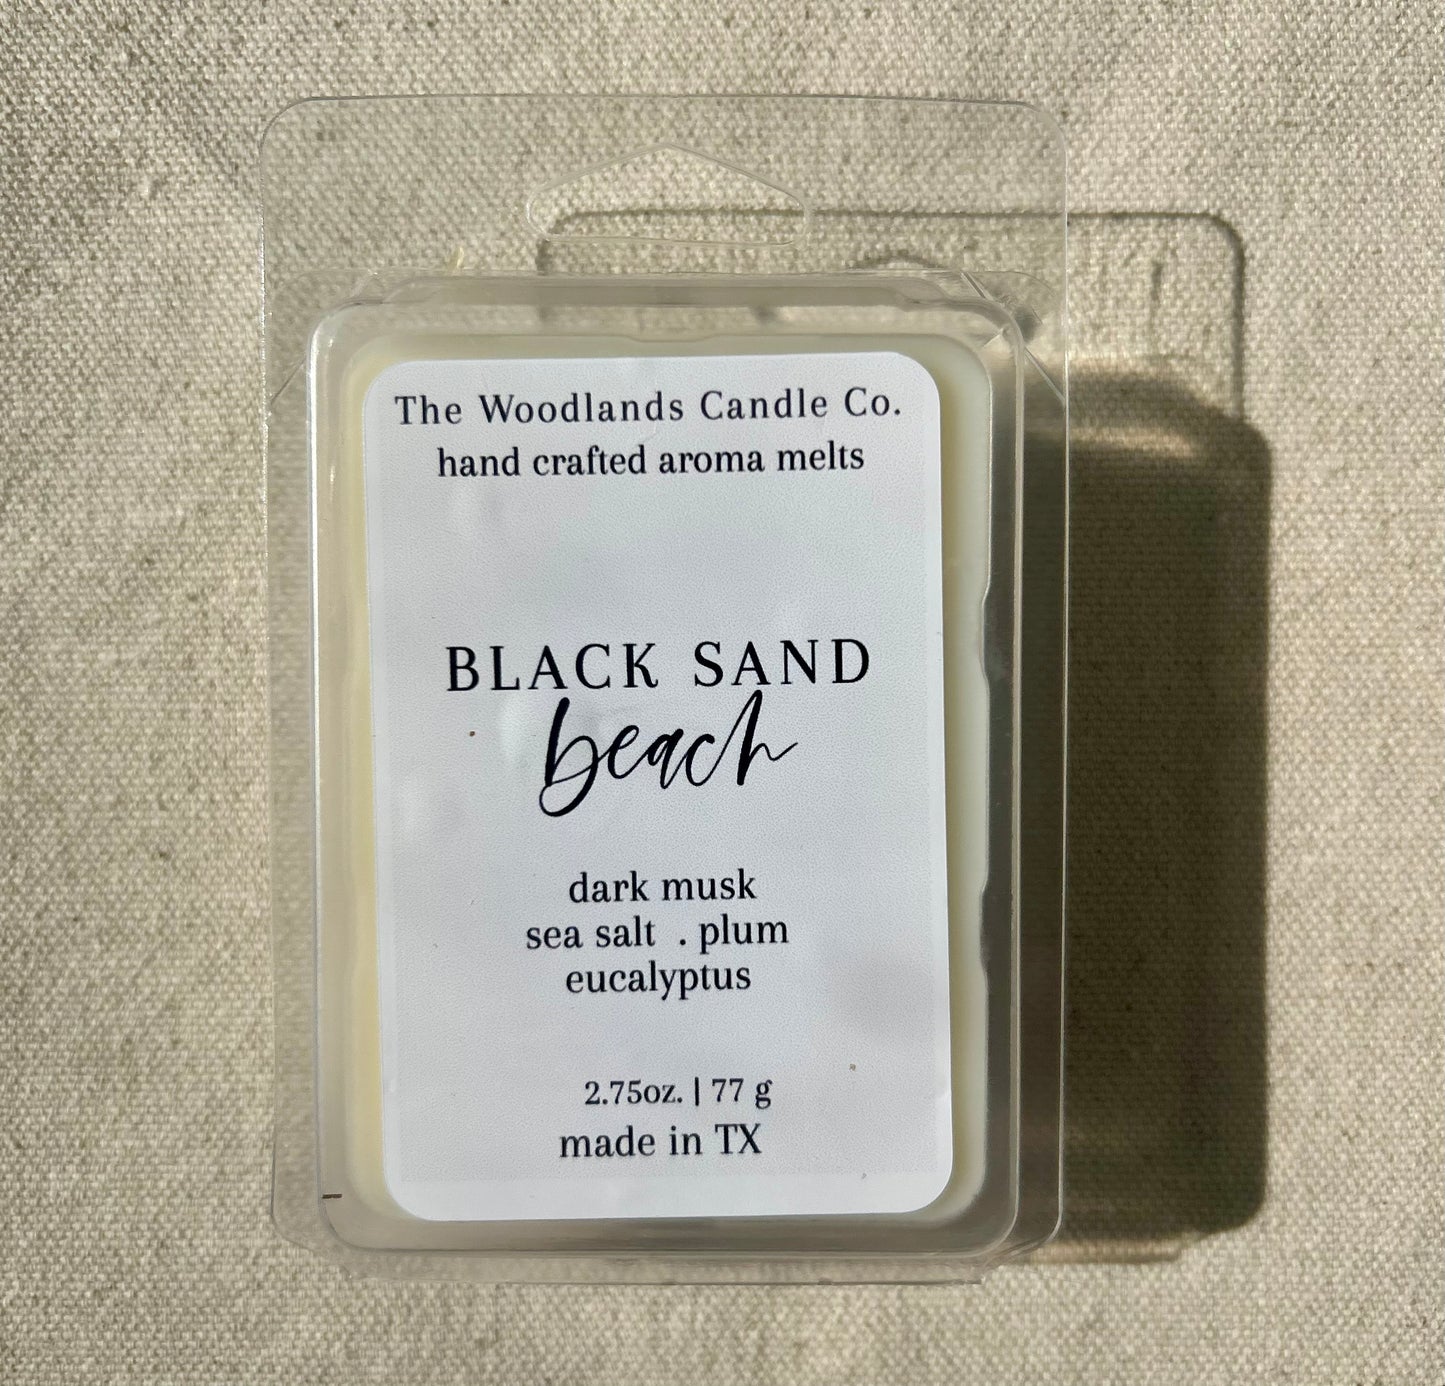 The Woodlands Candle Co.
hand crafted aroma melts
BLACK SAND
beach
dark musk
sea salt . plum
eucalyptus
2.75oz. | 77 g
made in TX